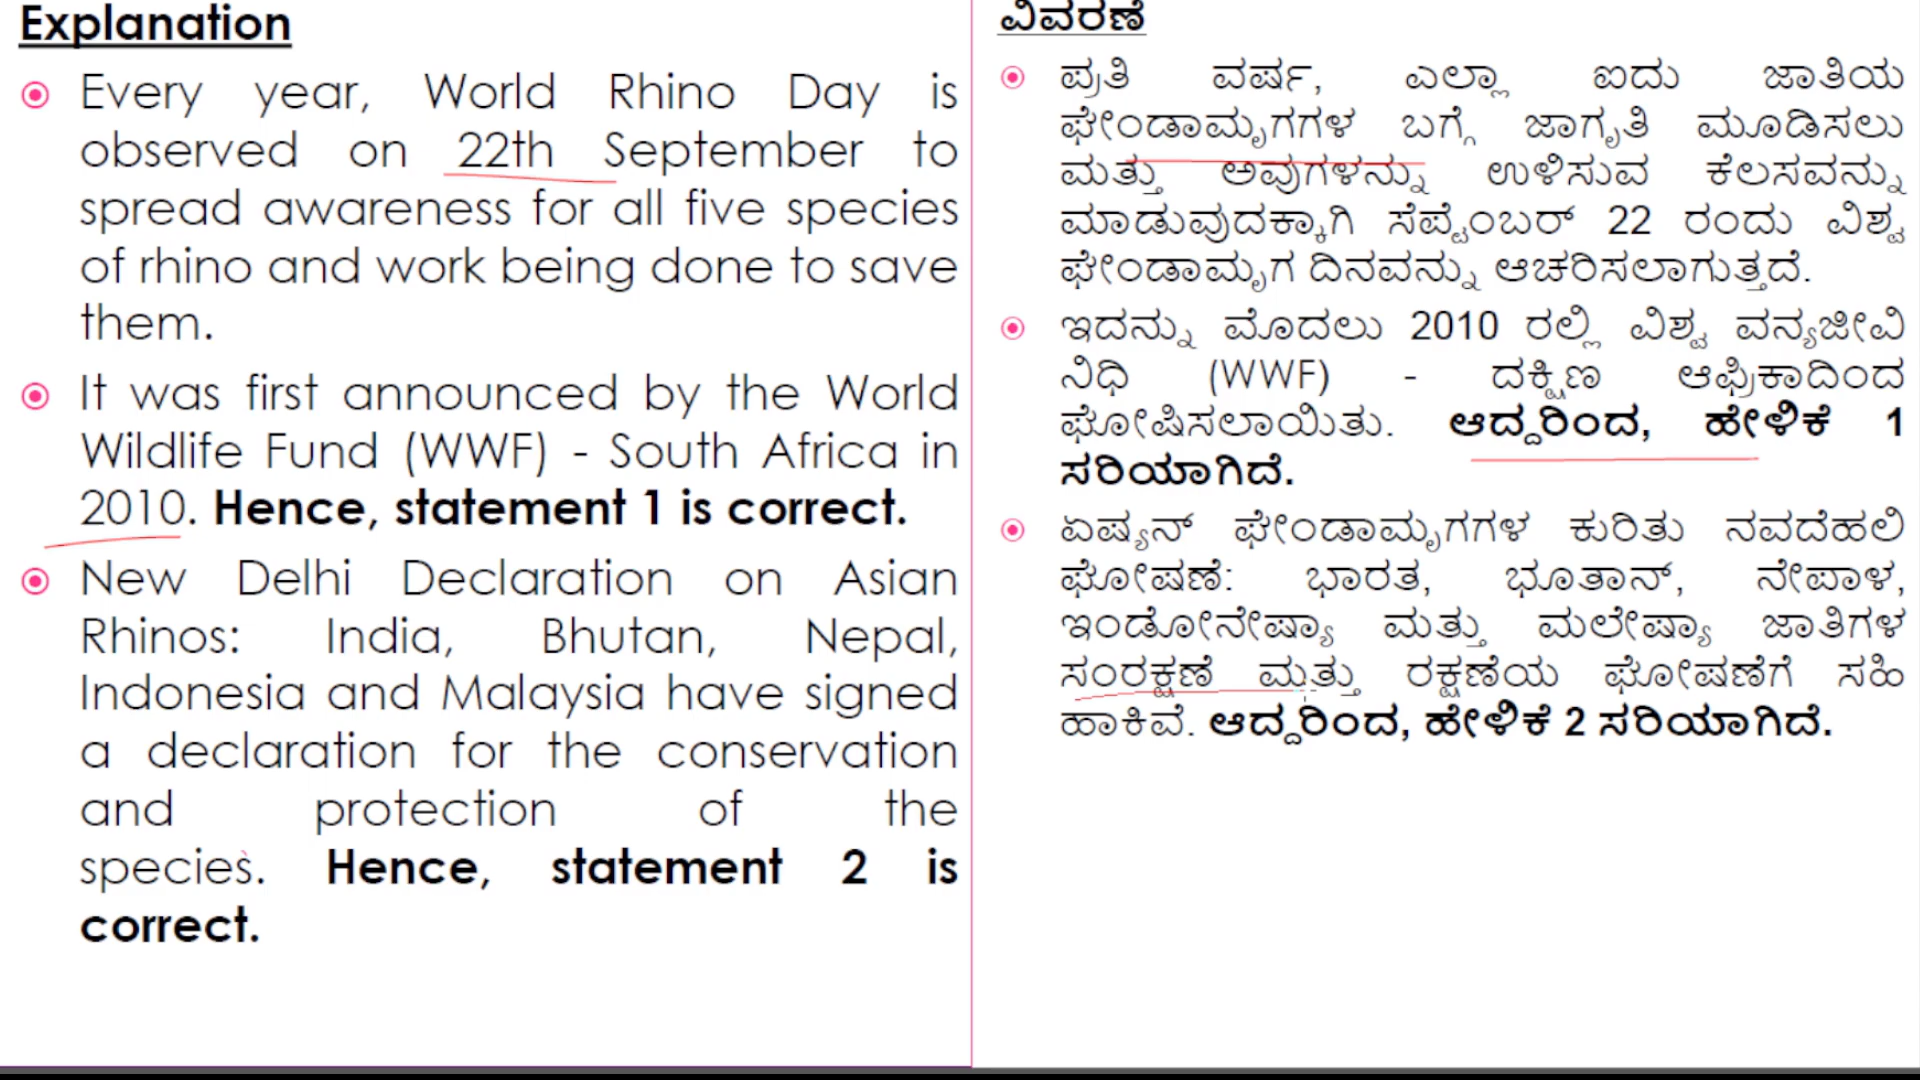 Explanation
Every year, World Rhino Day is
observed on 22th September to
spread awareness for all five species
of rhino and work being done to save
them.
It was first announced by the World
Wildlife Fund (WWF) - South Africa in
2010. Hence, statement 1 is correct.
New Delhi Declaration on Asian
Rhinos: India, Bhutan, Nepal,
Indonesia and Malaysia have signed
a declaration for the conservation
and protection of the
species. Hence, statement 2 is
correct.
ವಿವರಣೆ
ಪ್ರತಿ ವರ್ಷ, ಎಲ್ಲಾ ಐದು ಜಾತಿಯ
ಘೇಂಡಾಮೃಗಗಳ ಬಗ್ಗೆ ಜಾಗೃತಿ ಮೂಡಿಸಲು
ಮತ್ತು ಅವುಗಳನ್ನು ಉಳಿಸುವ ಕೆಲಸವನ್ನು
ಮಾಡುವುದಕ್ಕಾಗಿ ಸೆಪ್ಟೆಂಬರ್ 22 ರಂದು ವಿಶ್ವ
ಘೇಂಡಾಮೃಗ ದಿನವನ್ನು ಆಚರಿಸಲಾಗುತ್ತದೆ.
ಇದನ್ನು ಮೊದಲು 2010 ರಲ್ಲಿ ವಿಶ್ವ ವನ್ಯಜೀವಿ
ನಿಧಿ (WWF) - ದಕ್ಷಿಣ ಆಫ್ರಿಕಾದಿಂದ
ಘೋಷಿಸಲಾಯಿತು. ಆದ್ದರಿಂದ, ಹೇಳಿಕೆ 1
ಸರಿಯಾಗಿದೆ.
ಏಷ್ಯನ್ ಘೇಂಡಾಮೃಗಗಳ ಕುರಿತು ನವದೆಹಲಿ
ಘೋಷಣೆ: ಭಾರತ, ಭೂತಾನ್, ನೇಪಾಳ,
ಇಂಡೋನೇಷ್ಯಾ ಮತ್ತು ಮಲೇಷ್ಯಾ ಜಾತಿಗಳ
ಸಂರಕ್ಷಣೆ ಮತ್ತು ರಕ್ಷಣೆಯ ಘೋಷಣೆಗೆ ಸಹಿ
ಹಾಕಿವೆ. ಆದ್ದರಿಂದ, ಹೇಳಿಕೆ 2 ಸರಿಯಾಗಿದೆ.